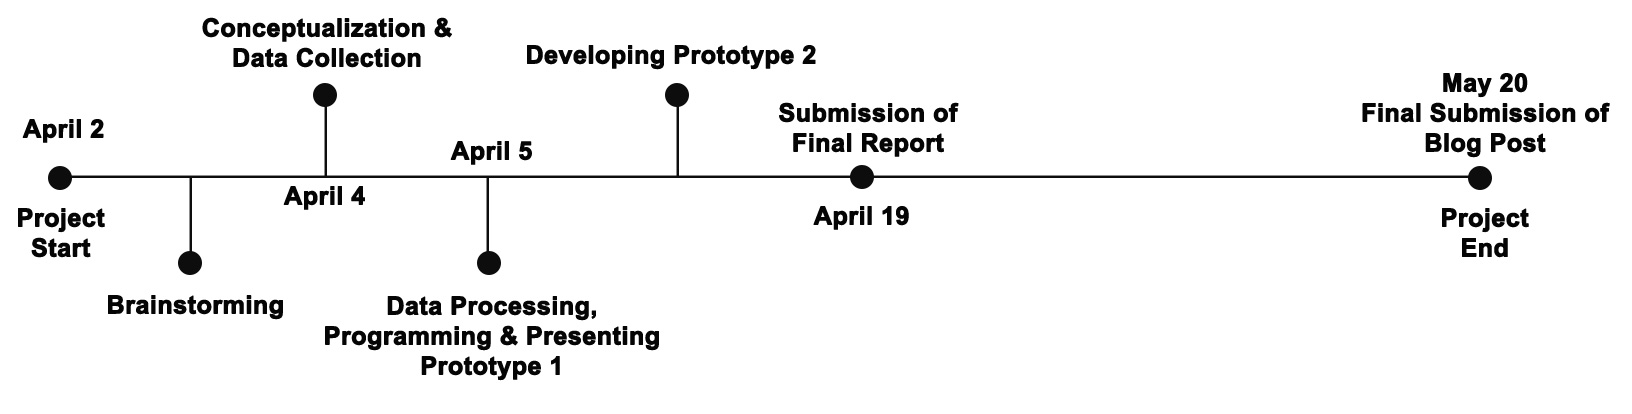 Conceptualization &
Data Collection
Developing Prototype 2
May 20
Final Submission of
Blog Post
Submission of
Final Report
April 2
April 5
April 4
April 19
Project
Start
Project
End
Brainstorming
Data Processing,
Programming & Presenting
Prototype 1